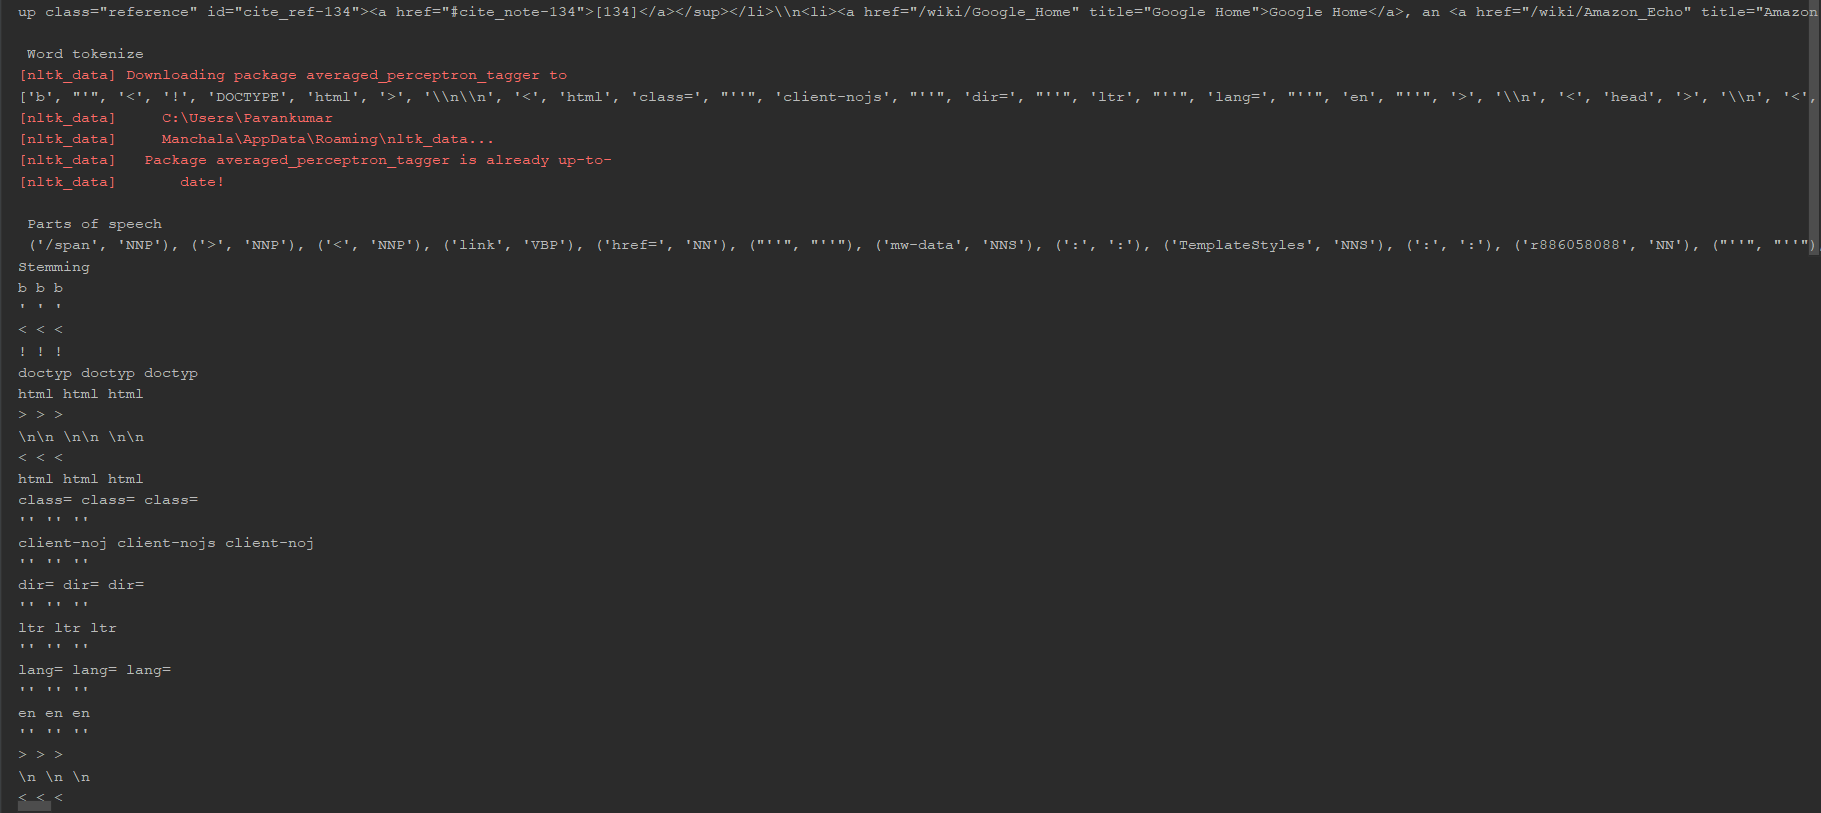 up class="reference" id="cite_ref-134"><a href="#cite_note-134">[134]</a></sup></li>\\n<li><a href="/wiki/Google_Home" title="Google Home">Google Home</a>, an <a href="/wiki/Amazon_Echo" title="Amazon
Word tokenize
[nltk_data] Downloading package averaged_perceptron_tagger to
['b', "'", '<', '!', 'DOCTYPE', 'html', '>', '\\n\\n', '<', 'html', 'class=', "''", 'client-nojs', "''", 'dir=', "''", 'ltr', "''", 'lang=', "''", 'en', "''", '>', '\\n', '<', 'head', '>', '\\n', '<',
[nltk_data]     C:\Users\Pavankumar
[nltk_data]     Manchala\AppData\Roaming\nltk_data...
[nltk_data]   Package averaged_perceptron_tagger is already up-to-
[nltk_data]       date!
Parts of speech
('/span', 'NNP'), ('>', 'NNP'), ('<', 'NNP'), ('link', 'VBP'), ('href=', 'NN'), ("''", "''"), ('mw-data', 'NNS'), (':', ':'), ('TemplateStyles', 'NNS'), (':', ':'), ('r886058088', 'NN'), ("''", "''")
Stemming
b b b
' ' '
< < <
! ! !
doctyp doctyp doctyp
html html html
> > >
\n\n \n\n \n\n
< < <
html html html
class= class= class=
'' '' ''
client-noj client-nojs client-noj
'' '' ''
dir= dir= dir=
'' '' ''
ltr ltr ltr
'' '' ''
lang= lang= lang=
'' '' ''
en en en
'' '' ''
> > >
\n \n \n
< < <